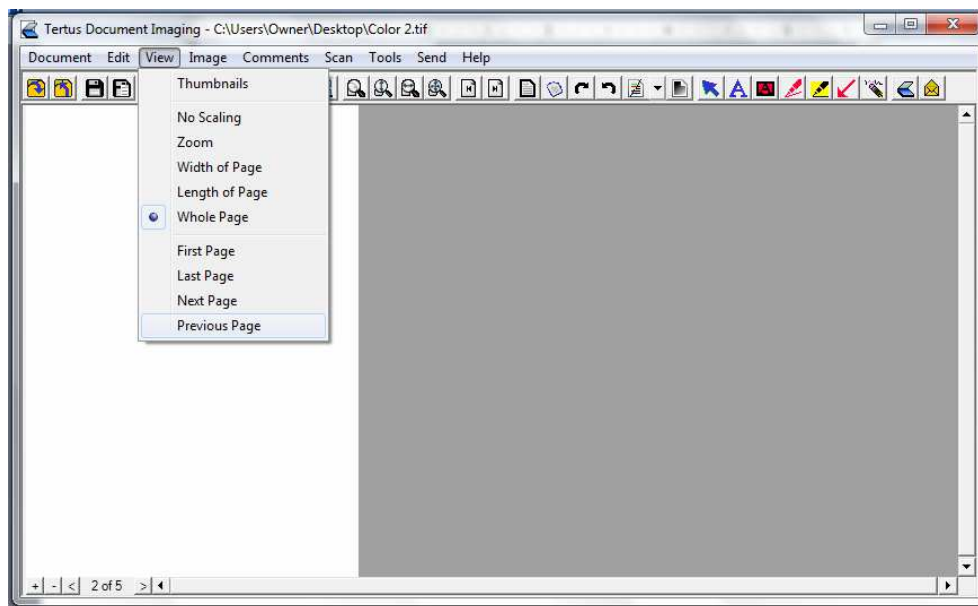 Tertus Document Imaging - C:\Users\Owner\Desktop\Color 2.tif
Document Edit View Image Comments Scan Tools Send Help
Thumbnails
No Scaling
Zoom
Width of Page
Length of Page
Whole Page
First Page
Last Page
Next Page
Previous Page
+ - < 2 of 5 >